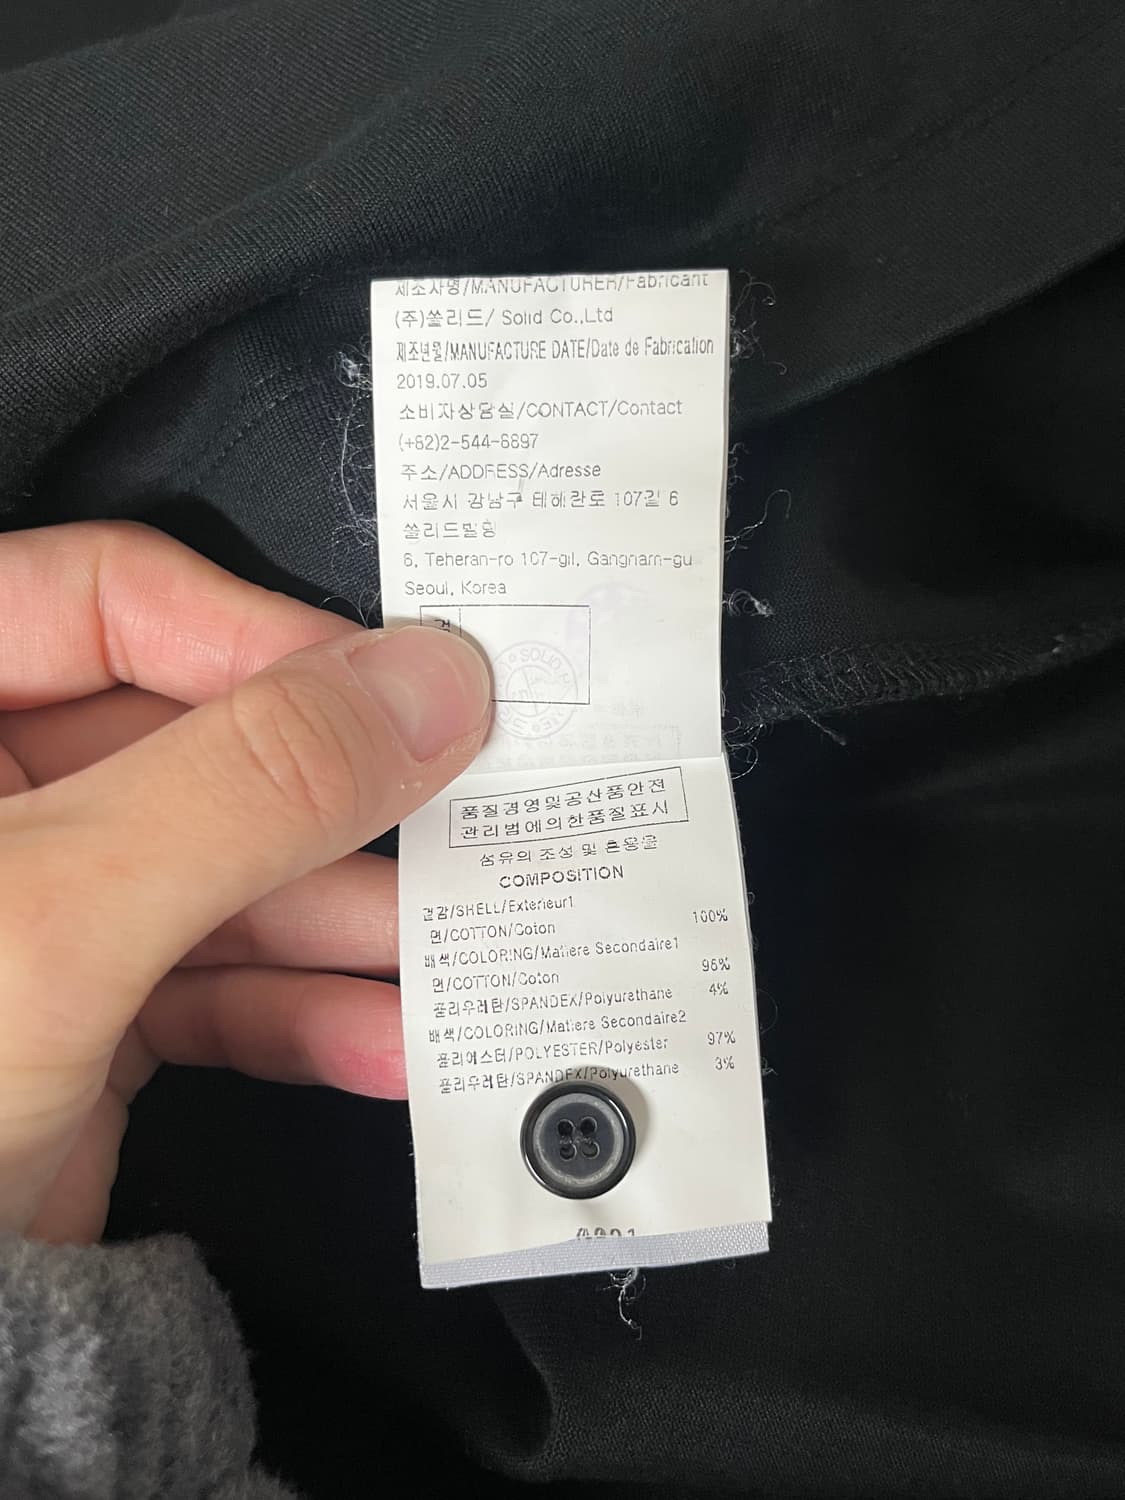 제조사명/MANUFACTURER/Fabricant
(주)쏠리드/ Solid Co.,Ltd
제조년월/MANUFACTURE DATE/Date de Fabrication
2019.07.05
소비자상담실/CONTACT/Contact
(+82)2-544-6897
주소/ADDRESS/Adresse
서울시 강남구 테헤란로 107길 6
쏠리드빌딩
6, Teheran-ro 107-gil, Gangnam-gu
Seoul, Korea
SOLID
품질경영및공산품안전
관리법에의한품질표시
섬유의 조성 및 혼용율
COMPOSITION
겉감/SHELL/Exterieur1
면/COTTON/Coton 100%
배색/COLORING/Matiere Secondaire1
면/COTTON/Coton 96%
폴리우레탄/SPANDEX/Polyurethane 4%
배색/COLORING/Matiere Secondaire2
폴리에스터/POLYESTER/Polyester 97%
폴리우레탄/SPANDEX/Polyurethane 3%